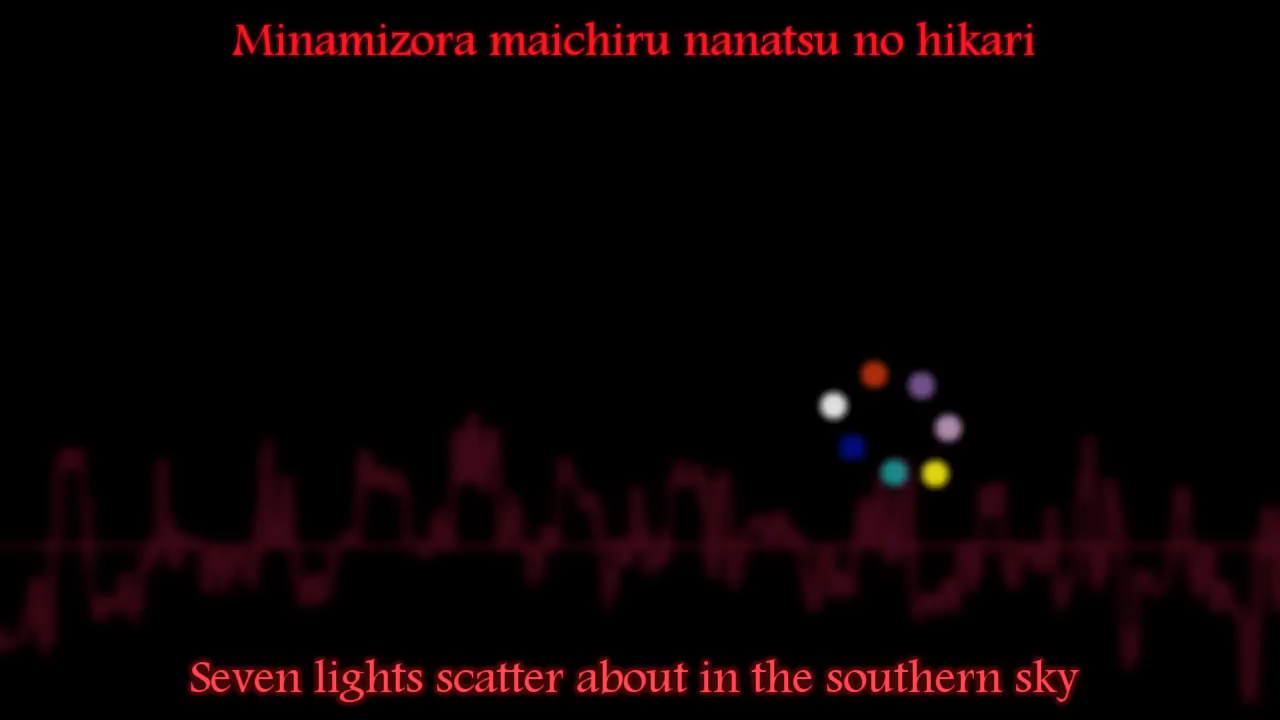 Minamizora maichiru nanatsu no hikari
Seven lights scatter about in the southern sky